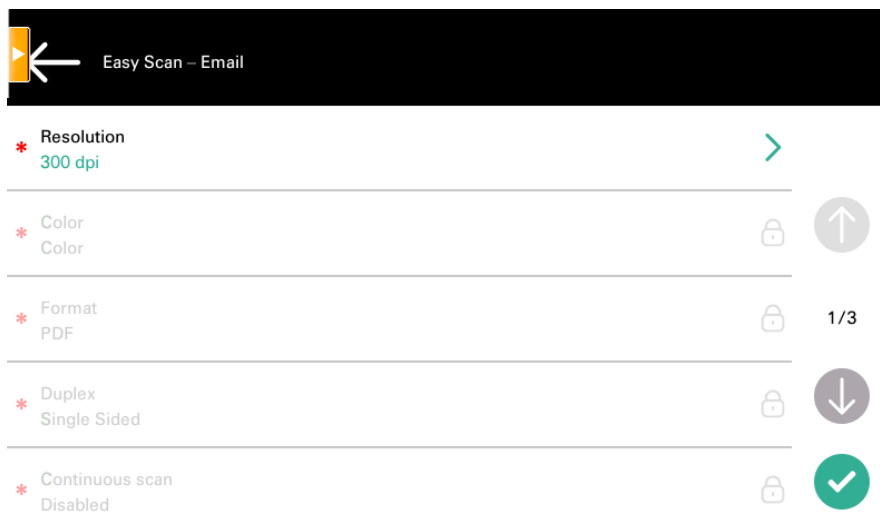 Easy Scan – Email
* Resolution
300 dpi
* Color
Color
* Format
PDF
1/3
* Duplex
Single Sided
* Continuous scan
Disabled